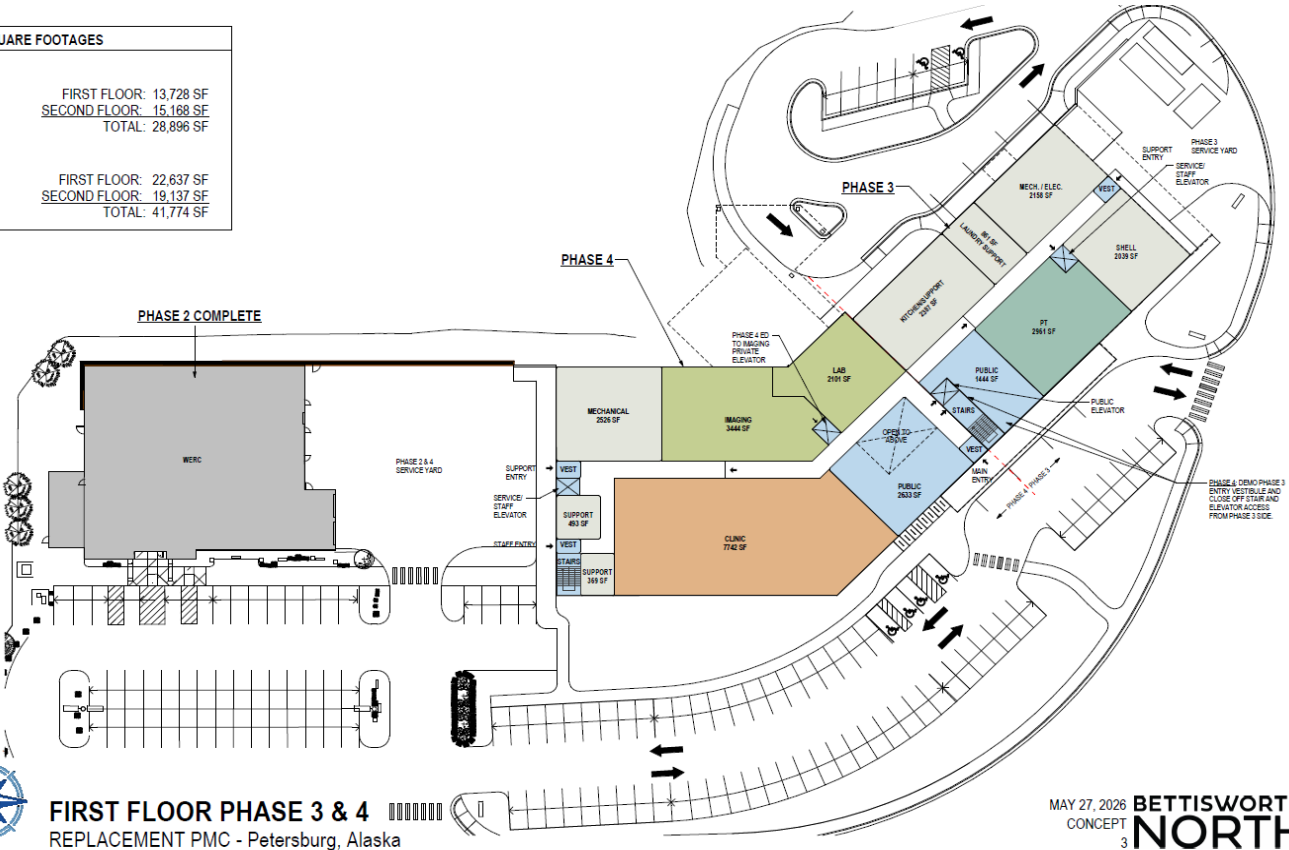 UARE FOOTAGES
FIRST FLOOR: 13,728 SF
SECOND FLOOR: 15,168 SF
TOTAL: 28,896 SF
FIRST FLOOR: 22,637 SF
SECOND FLOOR: 19,137 SF
TOTAL: 41,774 SF
PHASE 2 COMPLETE
PHASE 4
PHASE 3
MECH. / ELEC.
2158 SF
VEST
SUPPORT
ENTRY
PHASE 3
SERVICE YARD
SERVICE/
STAFF
ELEVATOR
861 SF
LAUNDRY SUPPORT
SHELL
2039 SF
KITCHEN/SUPPORT
2387 SF
PT
2961 SF
PHASE 4 ED
TO IMAGING
PRIVATE
ELEVATOR
LAB
2101 SF
PUBLIC
1444 SF
PUBLIC
ELEVATOR
STAIRS
VEST
MAIN
ENTRY
OPEN TO
ABOVE
PUBLIC
2633 SF
PHASE 4
PHASE 3
PHASE 4: DEMO PHASE 3
ENTRY VESTIBULE AND
CLOSE OFF STAIR AND
ELEVATOR ACCESS
FROM PHASE 3 SIDE.
MECHANICAL
2526 SF
IMAGING
3444 SF
WERC
PHASE 2 & 4
SERVICE YARD
SUPPORT
ENTRY
VEST
SERVICE/
STAFF
ELEVATOR
SUPPORT
493 SF
STAFF ENTRY
VEST
STAIRS
SUPPORT
369 SF
CLINIC
7742 SF
FIRST FLOOR PHASE 3 & 4
REPLACEMENT PMC - Petersburg, Alaska
MAY 27, 2026
CONCEPT
3
BETTISWORT
NORTH